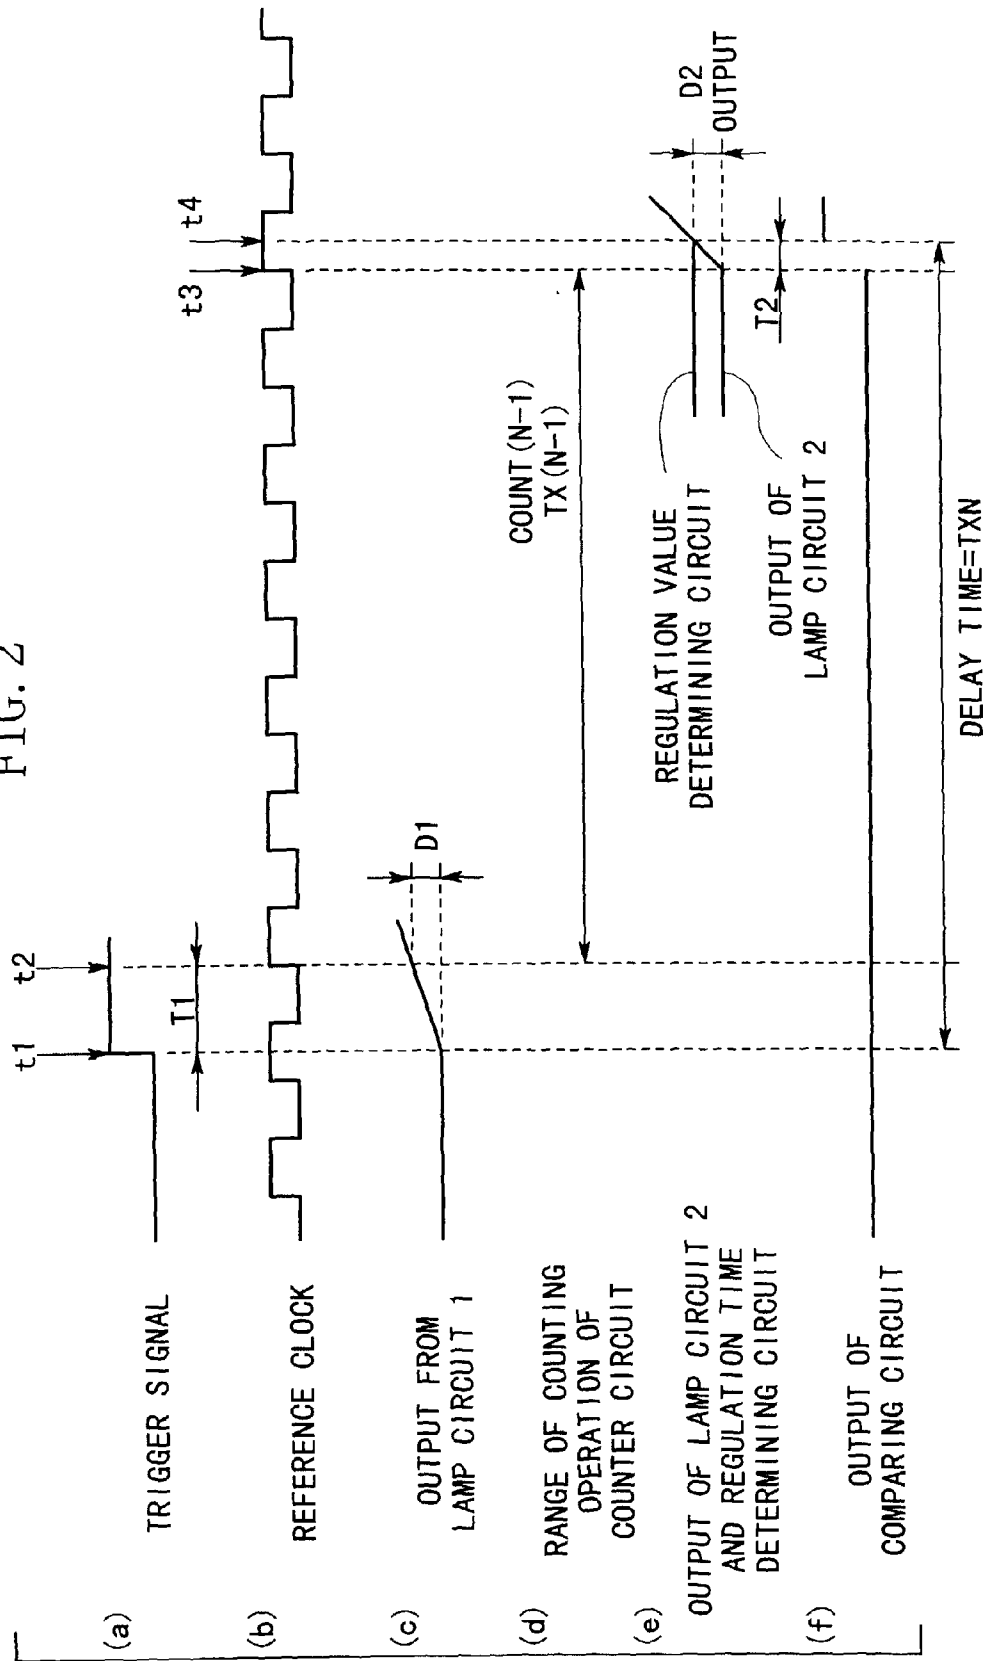 FIG. 2
t1
t2
t3
t4
(a)
TRIGGER SIGNAL
T1
(b)
REFERENCE CLOCK
(c)
OUTPUT FROM
LAMP CIRCUIT 1
D1
(d)
RANGE OF COUNTING
OPERATION OF
COUNTER CIRCUIT
COUNT(N-1)
TX(N-1)
(e)
OUTPUT OF LAMP CIRCUIT 2
AND REGULATION TIME
DETERMINING CIRCUIT
REGULATION VALUE
DETERMINING CIRCUIT
D2
OUTPUT
OUTPUT OF
LAMP CIRCUIT 2
T2
(f)
OUTPUT OF
COMPARING CIRCUIT
DELAY TIME=TXN